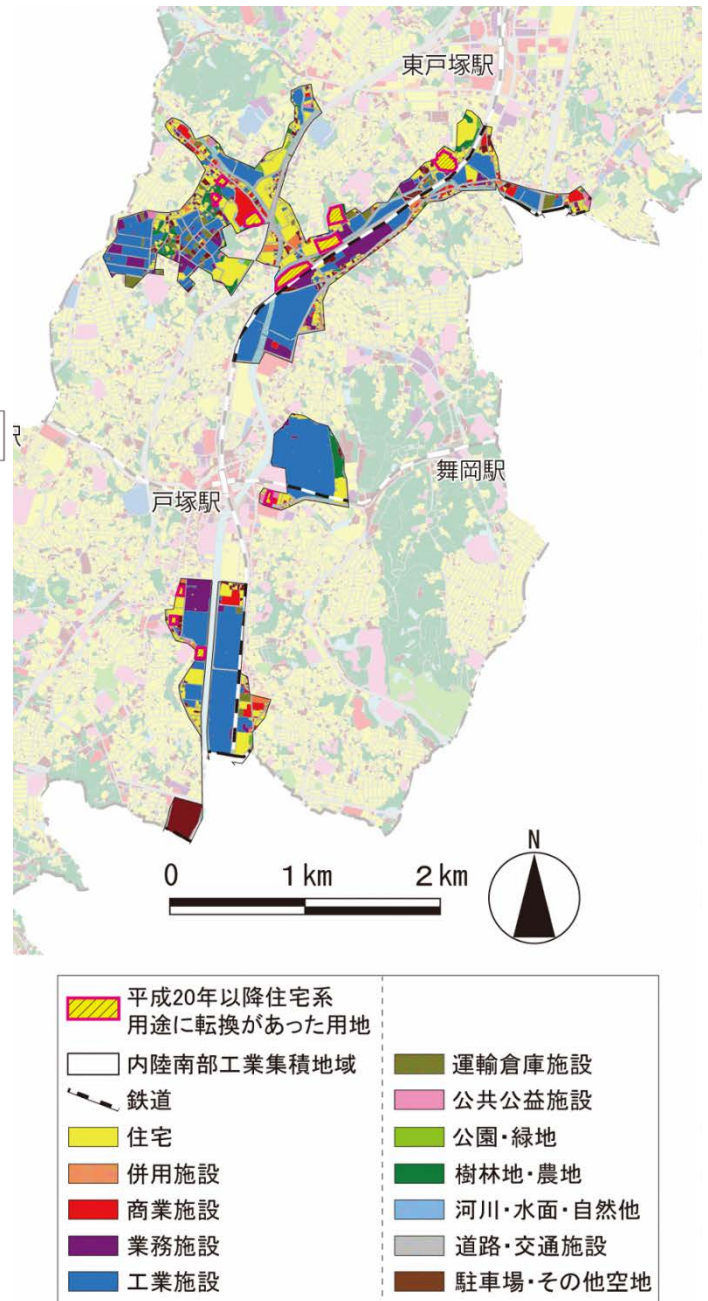 東戸塚駅
駅
舞岡駅
戸塚駅
0 1km 2km
N
平成20年以降住宅系
用途に転換があった用地
内陸南部工業集積地域
鉄道
住宅
併用施設
商業施設
業務施設
工業施設
運輸倉庫施設
公共公益施設
公園・緑地
樹林地・農地
河川・水面・自然他
道路・交通施設
駐車場・その他空地